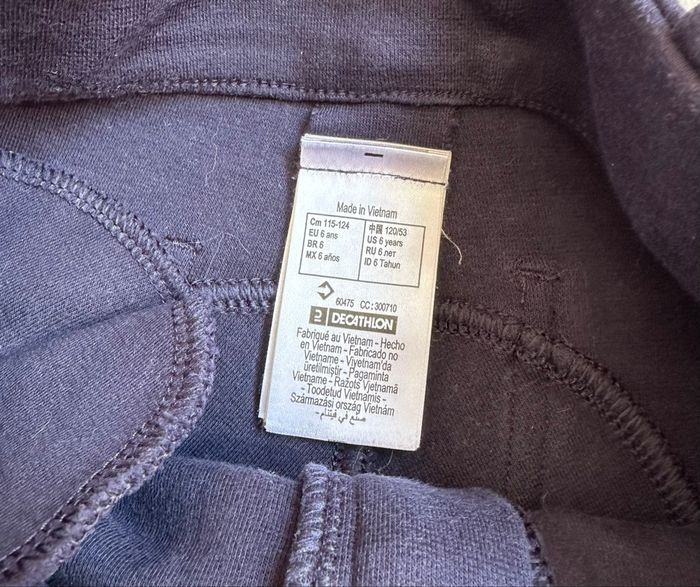 Made in Vietnam
Cm 115-124
EU 6 ans
BR 6
MX 6 años
中国 120/53
US 6 years
RU 6 лет
ID 6 Tahun
60475 CC:300710
DECATHLON
Fabriqué au Vietnam - Hecho
en Vietnam - Fabricado no
Vietname - Viyetnam'da
üretilmiştir - Pagaminta
Vietname - Ražots Vjetnamā
- Toodetud Vietnamis -
Származási ország Vietnám
صنع في فيتنام -